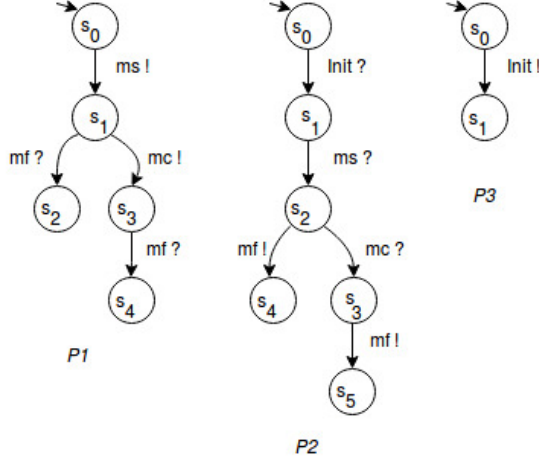 s0
ms !
s1
mf ?
mc !
s2
s3
mf ?
s4
P1
s0
Init ?
s1
ms ?
s2
mf !
mc ?
s4
s3
mf !
s5
P2
s0
Init !
s1
P3